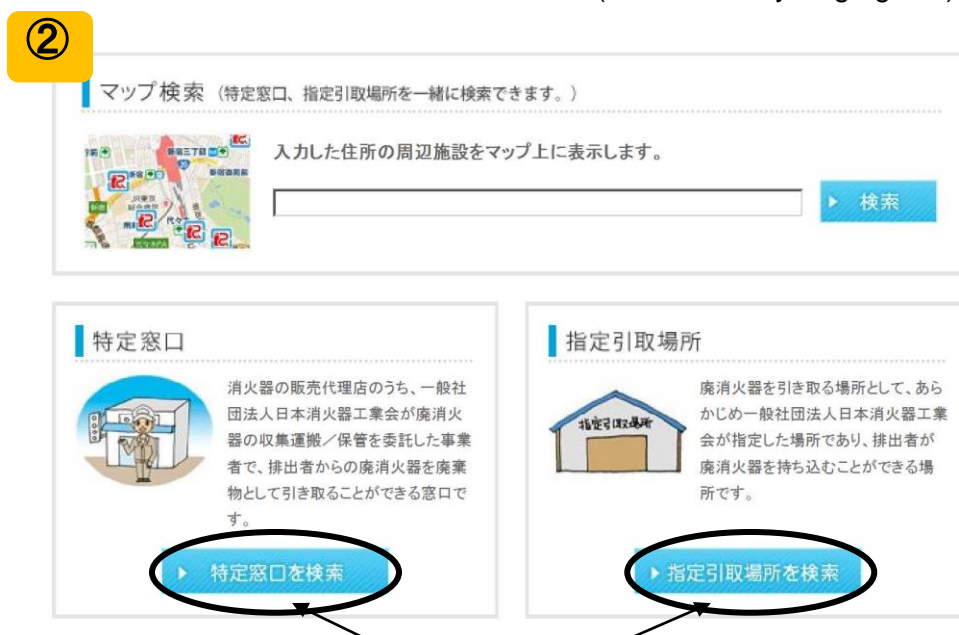 ②
マップ検索 (特定窓口、指定引取場所を一緒に検索できます。)
入力した住所の周辺施設をマップ上に表示します。
検索
特定窓口
消火器の販売代理店のうち、一般社
団法人日本消火器工業会が廃消火
器の収集運搬/保管を委託した事業
者で、排出者からの廃消火器を廃棄
物として引き取ることができる窓口で
す。
特定窓口を検索
指定引取場所
指定引取場所
廃消火器を引き取る場所として、あら
かじめ一般社団法人日本消火器工業
会が指定した場所であり、排出者が
廃消火器を持ち込むことができる場
所です。
指定引取場所を検索